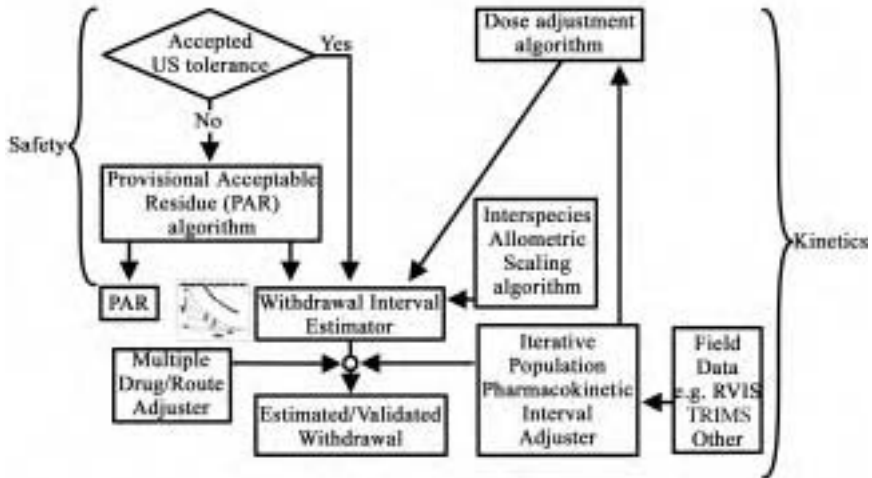 Accepted
US tolerance
Yes
No
Safety
Provisional Acceptable
Residue (PAR)
algorithm
PAR
Dose adjustment
algorithm
Interspecies
Allometric
Scaling
algorithm
Kinetics
Withdrawal Interval
Estimator
Multiple
Drug/Route
Adjuster
Estimated/Validated
Withdrawal
Iterative
Population
Pharmacokinetic
Interval
Adjuster
Field
Data
e.g. RVIS
TRIMS
Other